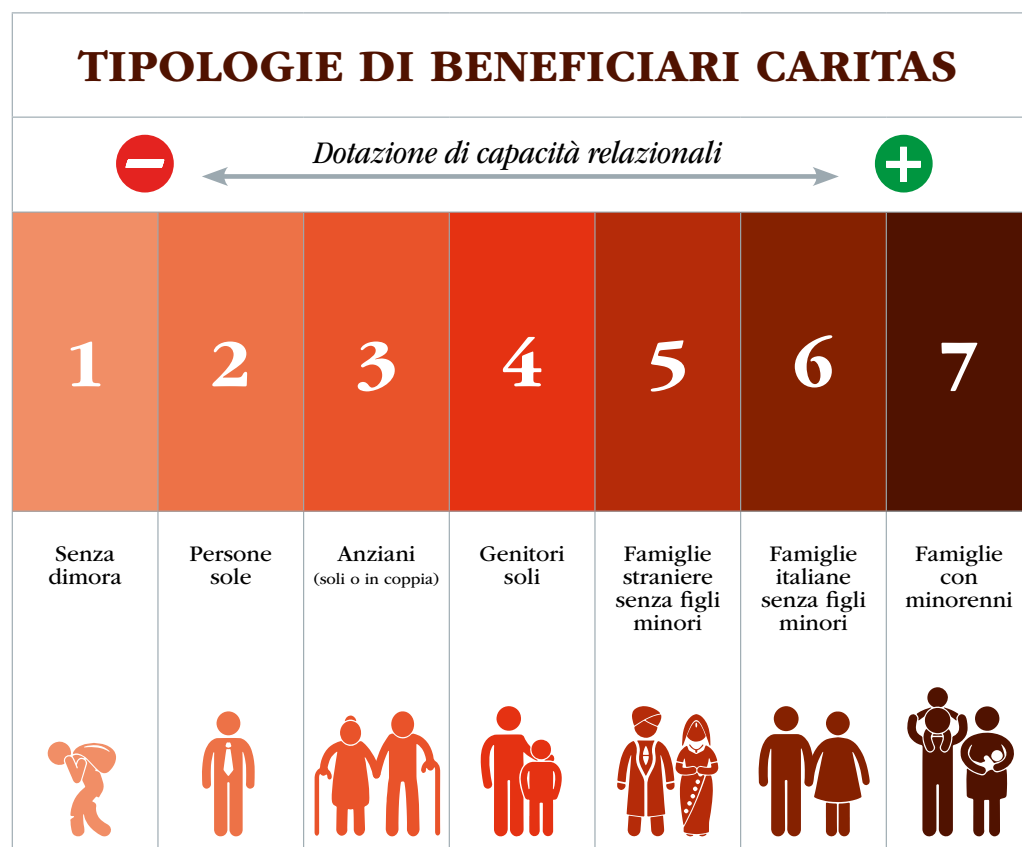 TIPOLOGIE DI BENEFICIARI CARITAS
Dotazione di capacità relazionali
1
2
3
4
5
6
7
Senza
dimora
Persone
sole
Anziani
(soli o in coppia)
Genitori
soli
Famiglie
straniere
senza figli
minori
Famiglie
italiane
senza figli
minori
Famiglie
con
minorenni